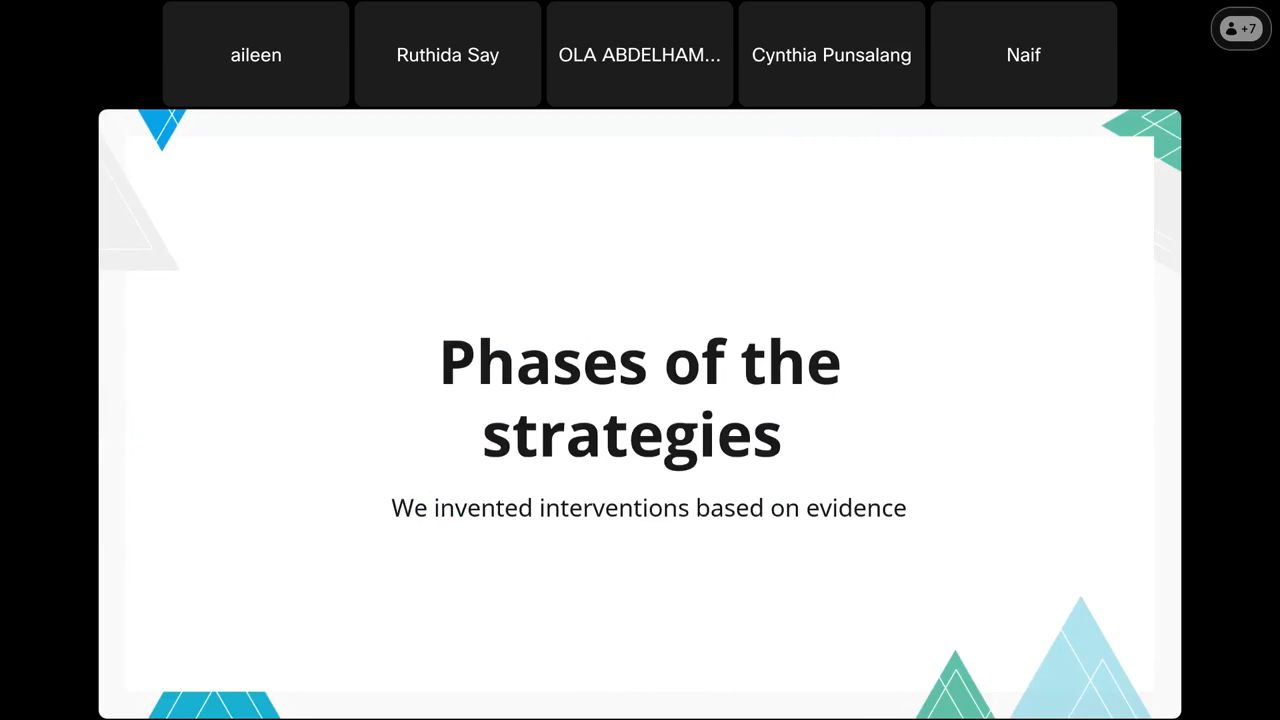 aileen
Ruthida Say
OLA ABDELHAM...
Cynthia Punsalang
Naif
+7
Phases of the
strategies
We invented interventions based on evidence